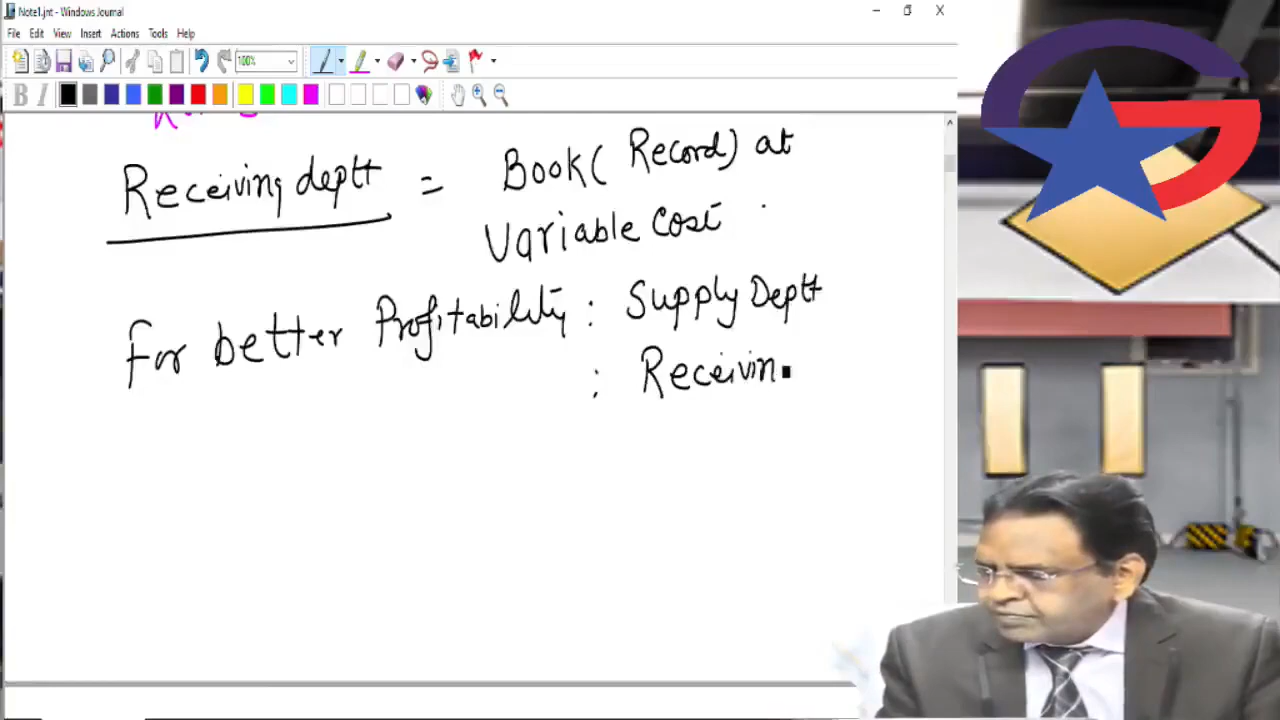 Note1.jnt - Windows Journal
File Edit View Insert Actions Tools Help
100%
B I
Receiving deptt = Book( Record) at
Variable Cost
For better Profitability : Supply Deptt
: Receivin